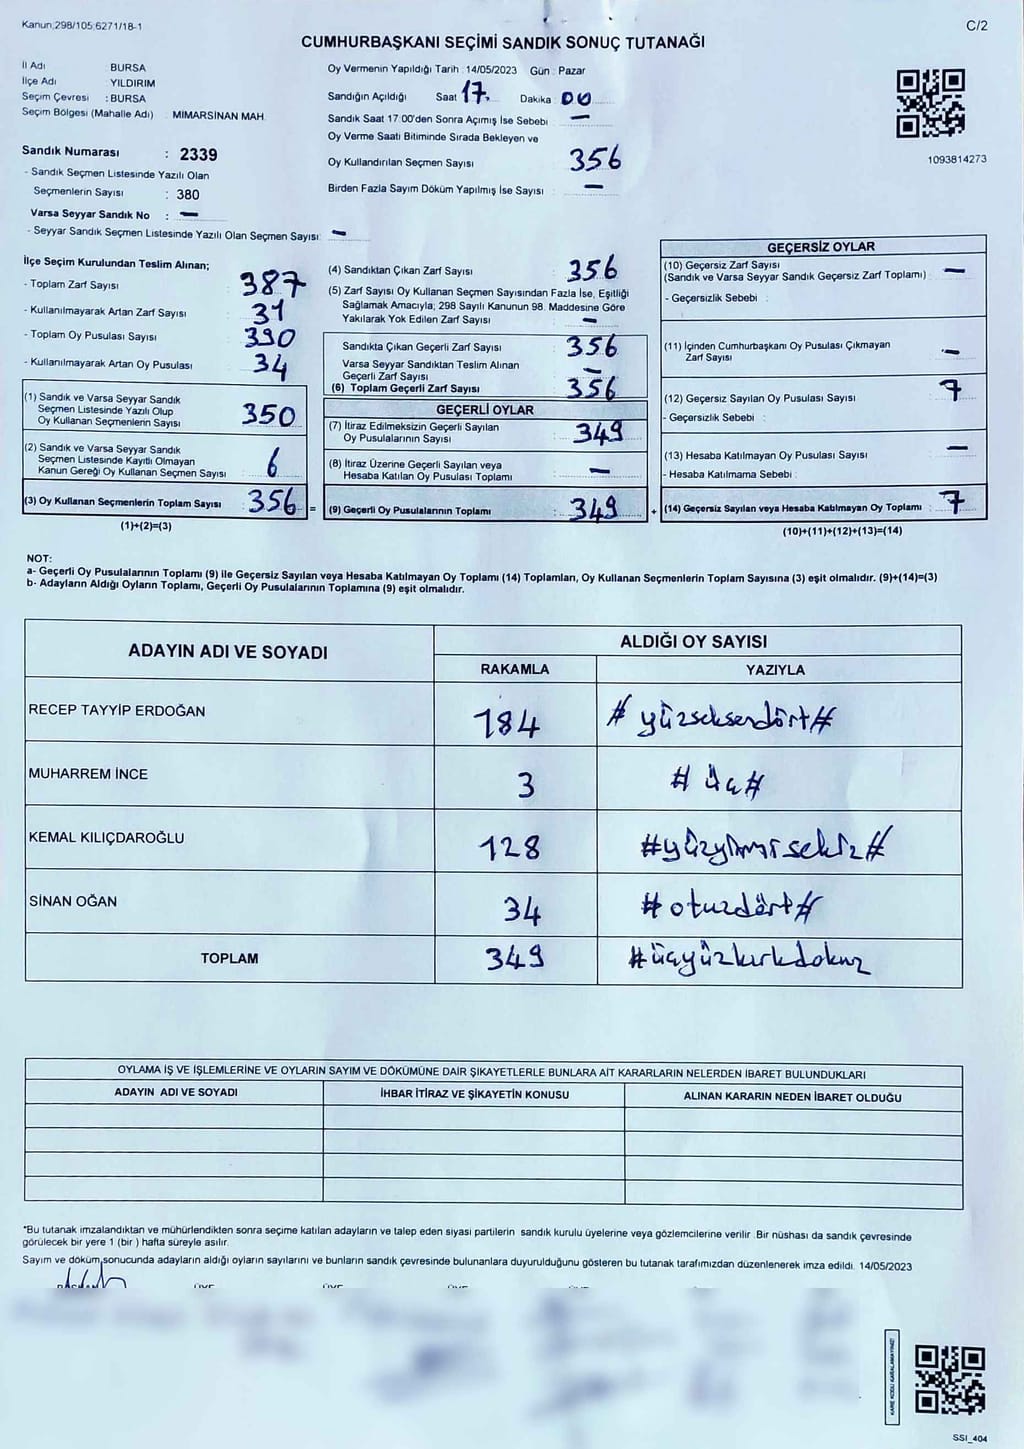 Kanun;298/105;6271/18-1
C/2
CUMHURBAŞKANI SEÇİMİ SANDIK SONUÇ TUTANAĞI
İl Adı : BURSA
İlçe Adı : YILDIRIM
Seçim Çevresi : BURSA
Seçim Bölgesi (Mahalle Adı) : MİMARSİNAN MAH.
Sandık Numarası : 2339
- Sandık Seçmen Listesinde Yazılı Olan
Seçmenlerin Sayısı : 380
Varsa Seyyar Sandık No : —
- Seyyar Sandık Seçmen Listesinde Yazılı Olan Seçmen Sayısı: —
Oy Vermenin Yapıldığı Tarih : 14/05/2023 Gün : Pazar
Sandığın Açıldığı Saat : 17 Dakika : 00
Sandık Saat 17:00'den Sonra Açımış İse Sebebi : —
Oy Verme Saati Bitiminde Sırada Bekleyen ve
Oy Kullandırılan Seçmen Sayısı : 356
Birden Fazla Sayım Döküm Yapılmış İse Sayısı : —
1093814273
İlçe Seçim Kurulundan Teslim Alınan;
- Toplam Zarf Sayısı : 387
- Kullanılmayarak Artan Zarf Sayısı : 31
- Toplam Oy Pusulası Sayısı : 390
- Kullanılmayarak Artan Oy Pusulası : 34
(1) Sandık ve Varsa Seyyar Sandık
Seçmen Listesinde Yazılı Olup
Oy Kullanan Seçmenlerin Sayısı : 350
(2) Sandık ve Varsa Seyyar Sandık
Seçmen Listesinde Kayıtlı Olmayan
Kanun Gereği Oy Kullanan Seçmen Sayısı : 6
(3) Oy Kullanan Seçmenlerin Toplam Sayısı : 356 =
(1)+(2)=(3)
(4) Sandıktan Çıkan Zarf Sayısı : 356
(5) Zarf Sayısı Oy Kullanan Seçmen Sayısından Fazla İse, Eşitliği
Sağlamak Amacıyla; 298 Sayılı Kanunun 98. Maddesine Göre
Yakılarak Yok Edilen Zarf Sayısı : —
Sandıkta Çıkan Geçerli Zarf Sayısı : 356
Varsa Seyyar Sandıktan Teslim Alınan
Geçerli Zarf Sayısı : —
(6) Toplam Geçerli Zarf Sayısı : 356
GEÇERLİ OYLAR
(7) İtiraz Edilmeksizin Geçerli Sayılan
Oy Pusulalarının Sayısı : 349
(8) İtiraz Üzerine Geçerli Sayılan veya
Hesaba Katılan Oy Pusulası Toplamı : —
(9) Geçerli Oy Pusulalarının Toplamı : 349 +
GEÇERSİZ OYLAR
(10) Geçersiz Zarf Sayısı
(Sandık ve Varsa Seyyar Sandık Geçersiz Zarf Toplamı) : —
- Geçersizlik Sebebi :
(11) İçinden Cumhurbaşkanı Oy Pusulası Çıkmayan
Zarf Sayısı : —
(12) Geçersiz Sayılan Oy Pusulası Sayısı : 7
- Geçersizlik Sebebi :
(13) Hesaba Katılmayan Oy Pusulası Sayısı : —
- Hesaba Katılmama Sebebi :
(14) Geçersiz Sayılan veya Hesaba Katılmayan Oy Toplamı : 7
(10)+(11)+(12)+(13)=(14)
NOT:
a- Geçerli Oy Pusulalarının Toplamı (9) ile Geçersiz Sayılan veya Hesaba Katılmayan Oy Toplamı (14) Toplamları, Oy Kullanan Seçmenlerin Toplam Sayısına (3) eşit olmalıdır. (9)+(14)=(3)
b- Adayların Aldığı Oyların Toplamı, Geçerli Oy Pusulalarının Toplamına (9) eşit olmalıdır.
ADAYIN ADI VE SOYADI
ALDIĞI OY SAYISI
RAKAMLA YAZIYLA
RECEP TAYYİP ERDOĞAN 184 # yüzseksendört#
MUHARREM İNCE 3 # üç#
KEMAL KILIÇDAROĞLU 128 #yüzyirmisekiz#
SİNAN OĞAN 34 # otuzdört#
TOPLAM 349 #üçyüzkırkdokuz
OYLAMA İŞ VE İŞLEMLERİNE VE OYLARIN SAYIM VE DÖKÜMÜNE DAİR ŞİKAYETLERLE BUNLARA AİT KARARLARIN NELERDEN İBARET BULUNDUKLARI
ADAYIN ADI VE SOYADI İHBAR İTİRAZ VE ŞİKAYETİN KONUSU ALINAN KARARIN NEDEN İBARET OLDUĞU
*Bu tutanak imzalandıktan ve mühürlendikten sonra seçime katılan adayların ve talep eden siyasi partilerin sandık kurulu üyelerine veya gözlemcilerine verilir. Bir nüshası da sandık çevresinde
görülecek bir yere 1 (bir ) hafta süreyle asılır.
Sayım ve döküm sonucunda adayların aldığı oyların sayılarını ve bunların sandık çevresinde bulunanlara duyurulduğunu gösteren bu tutanak tarafımızdan düzenlenerek imza edildi. 14/05/2023
KARE KODU KARALAMAYINIZ!
SSI_404